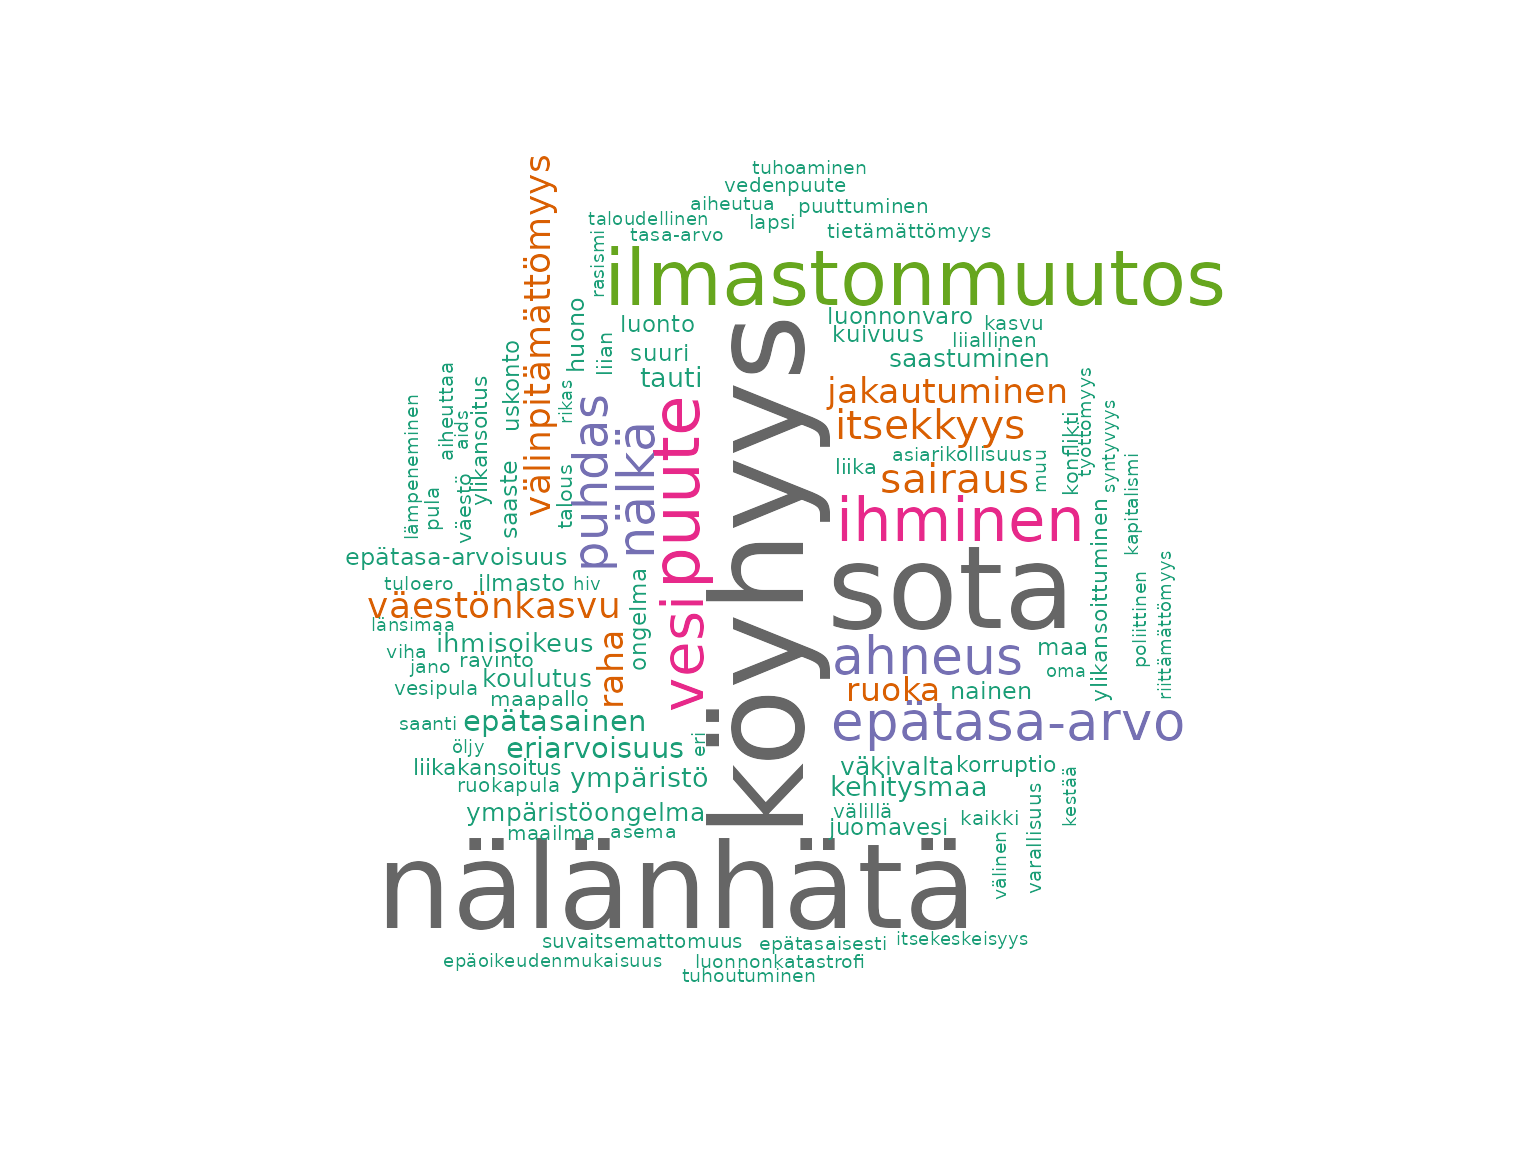 tuhoaminen
vedenpuute
aiheutua
puuttuminen
taloudellinen
lapsi
tasa-arvo
tietämättömyys
rasismi
ilmastonmuutos
välinpitämättömyys
huono
luonto
luonnonvaro
kasvu
kuivuus
liian
suuri
liiallinen
saastuminen
tauti
köyhyys
uskonto
rikas
aiheuttaa
aids
ylikansoitus
lämpeneminen
pula
väestö
saaste
talous
puhdas
nälkä
puute
vesi
jakautuminen
itsekkyys
työttömyys
konflikti
syntyvyys
asia
rikollisuus
muu
liika
sairaus
kapitalismi
ihminen
sota
ylikansoittuminen
poliittinen
riittämättömyys
epätasa-arvoisuus
tuloero
ilmasto
hiv
väestönkasvu
länsimaa
ongelma
raha
ihmisoikeus
viha
jano
ravinto
koulutus
vesipula
maapallo
ahneus
maa
oma
ruoka
nainen
epätasa-arvo
saanti
epätasainen
öljy
eriarvoisuus
eri
liikakansoitus
ruokapula
ympäristö
väkivalta
korruptio
kehitysmaa
kestää
ympäristöongelma
välillä
kaikki
juomavesi
maailma
asema
varallisuus
välinen
nälänhätä
suvaitsemattomuus
epätasaisesti
itsekeskeisyys
epäoikeudenmukaisuus
luonnonkatastrofi
tuhoutuminen